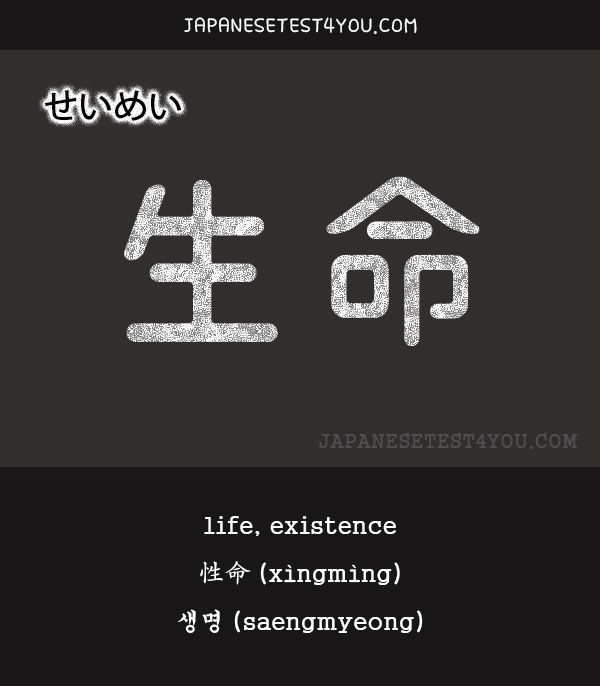 JAPANESETEST4YOU.COM
せいめい
生命
JAPANESETEST4YOU.COM
life, existence
性命 (xìngmìng)
생명 (saengmyeong)